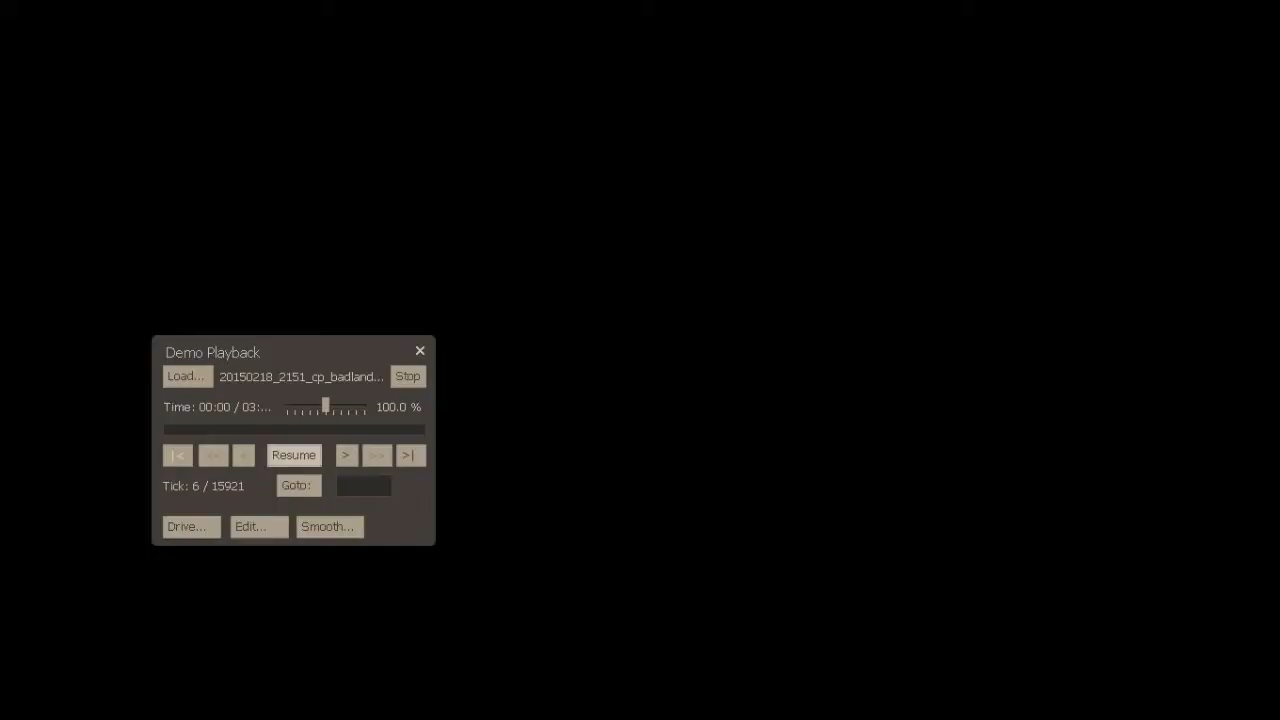 Demo Playback
Load... 20150218_2151_cp_badland... Stop
Time: 00:00 / 03:... 100.0 %
|< << < Resume > >> >|
Tick: 6 / 15921 Goto:
Drive... Edit... Smooth...